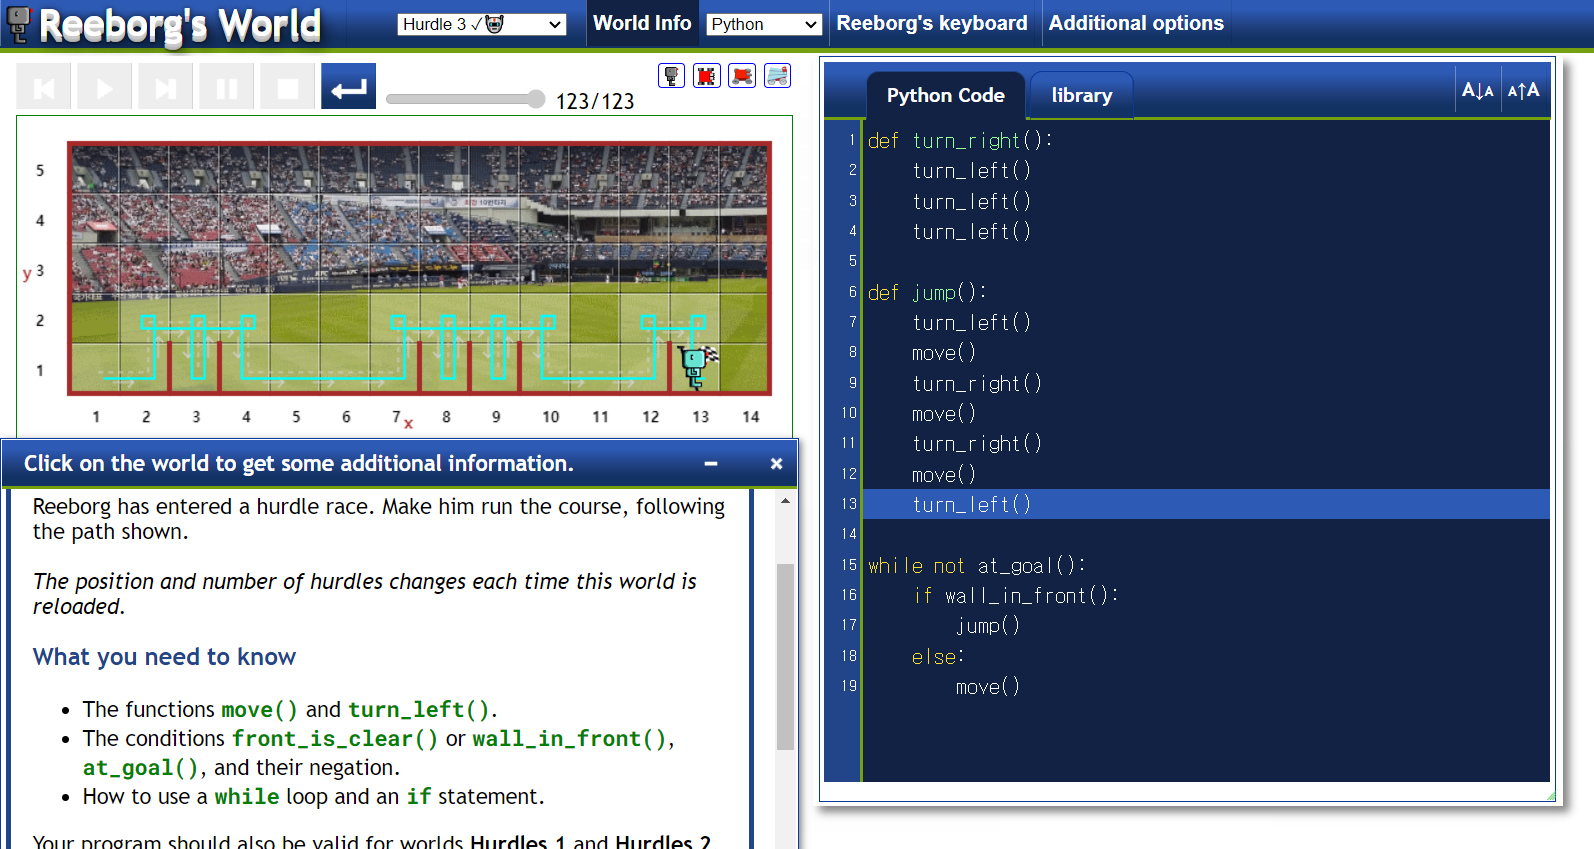 Reeborg's World
Hurdle 3 ✓
World Info
Python
Reeborg's keyboard
Additional options
123/123
5
4
y 3
2
1
1 2 3 4 5 6 7 8 9 10 11 12 13 14
x
Click on the world to get some additional information.
Reeborg has entered a hurdle race. Make him run the course, following
the path shown.
The position and number of hurdles changes each time this world is
reloaded.
What you need to know
• The functions move() and turn_left().
• The conditions front_is_clear() or wall_in_front(),
at_goal(), and their negation.
• How to use a while loop and an if statement.
Your program should also be valid for worlds Hurdles 1 and Hurdles 2
Python Code
library
A↓A
A↑A
1 def turn_right():
2     turn_left()
3     turn_left()
4     turn_left()
5
6 def jump():
7     turn_left()
8     move()
9     turn_right()
10     move()
11     turn_right()
12     move()
13     turn_left()
14
15 while not at_goal():
16     if wall_in_front():
17         jump()
18     else:
19         move()